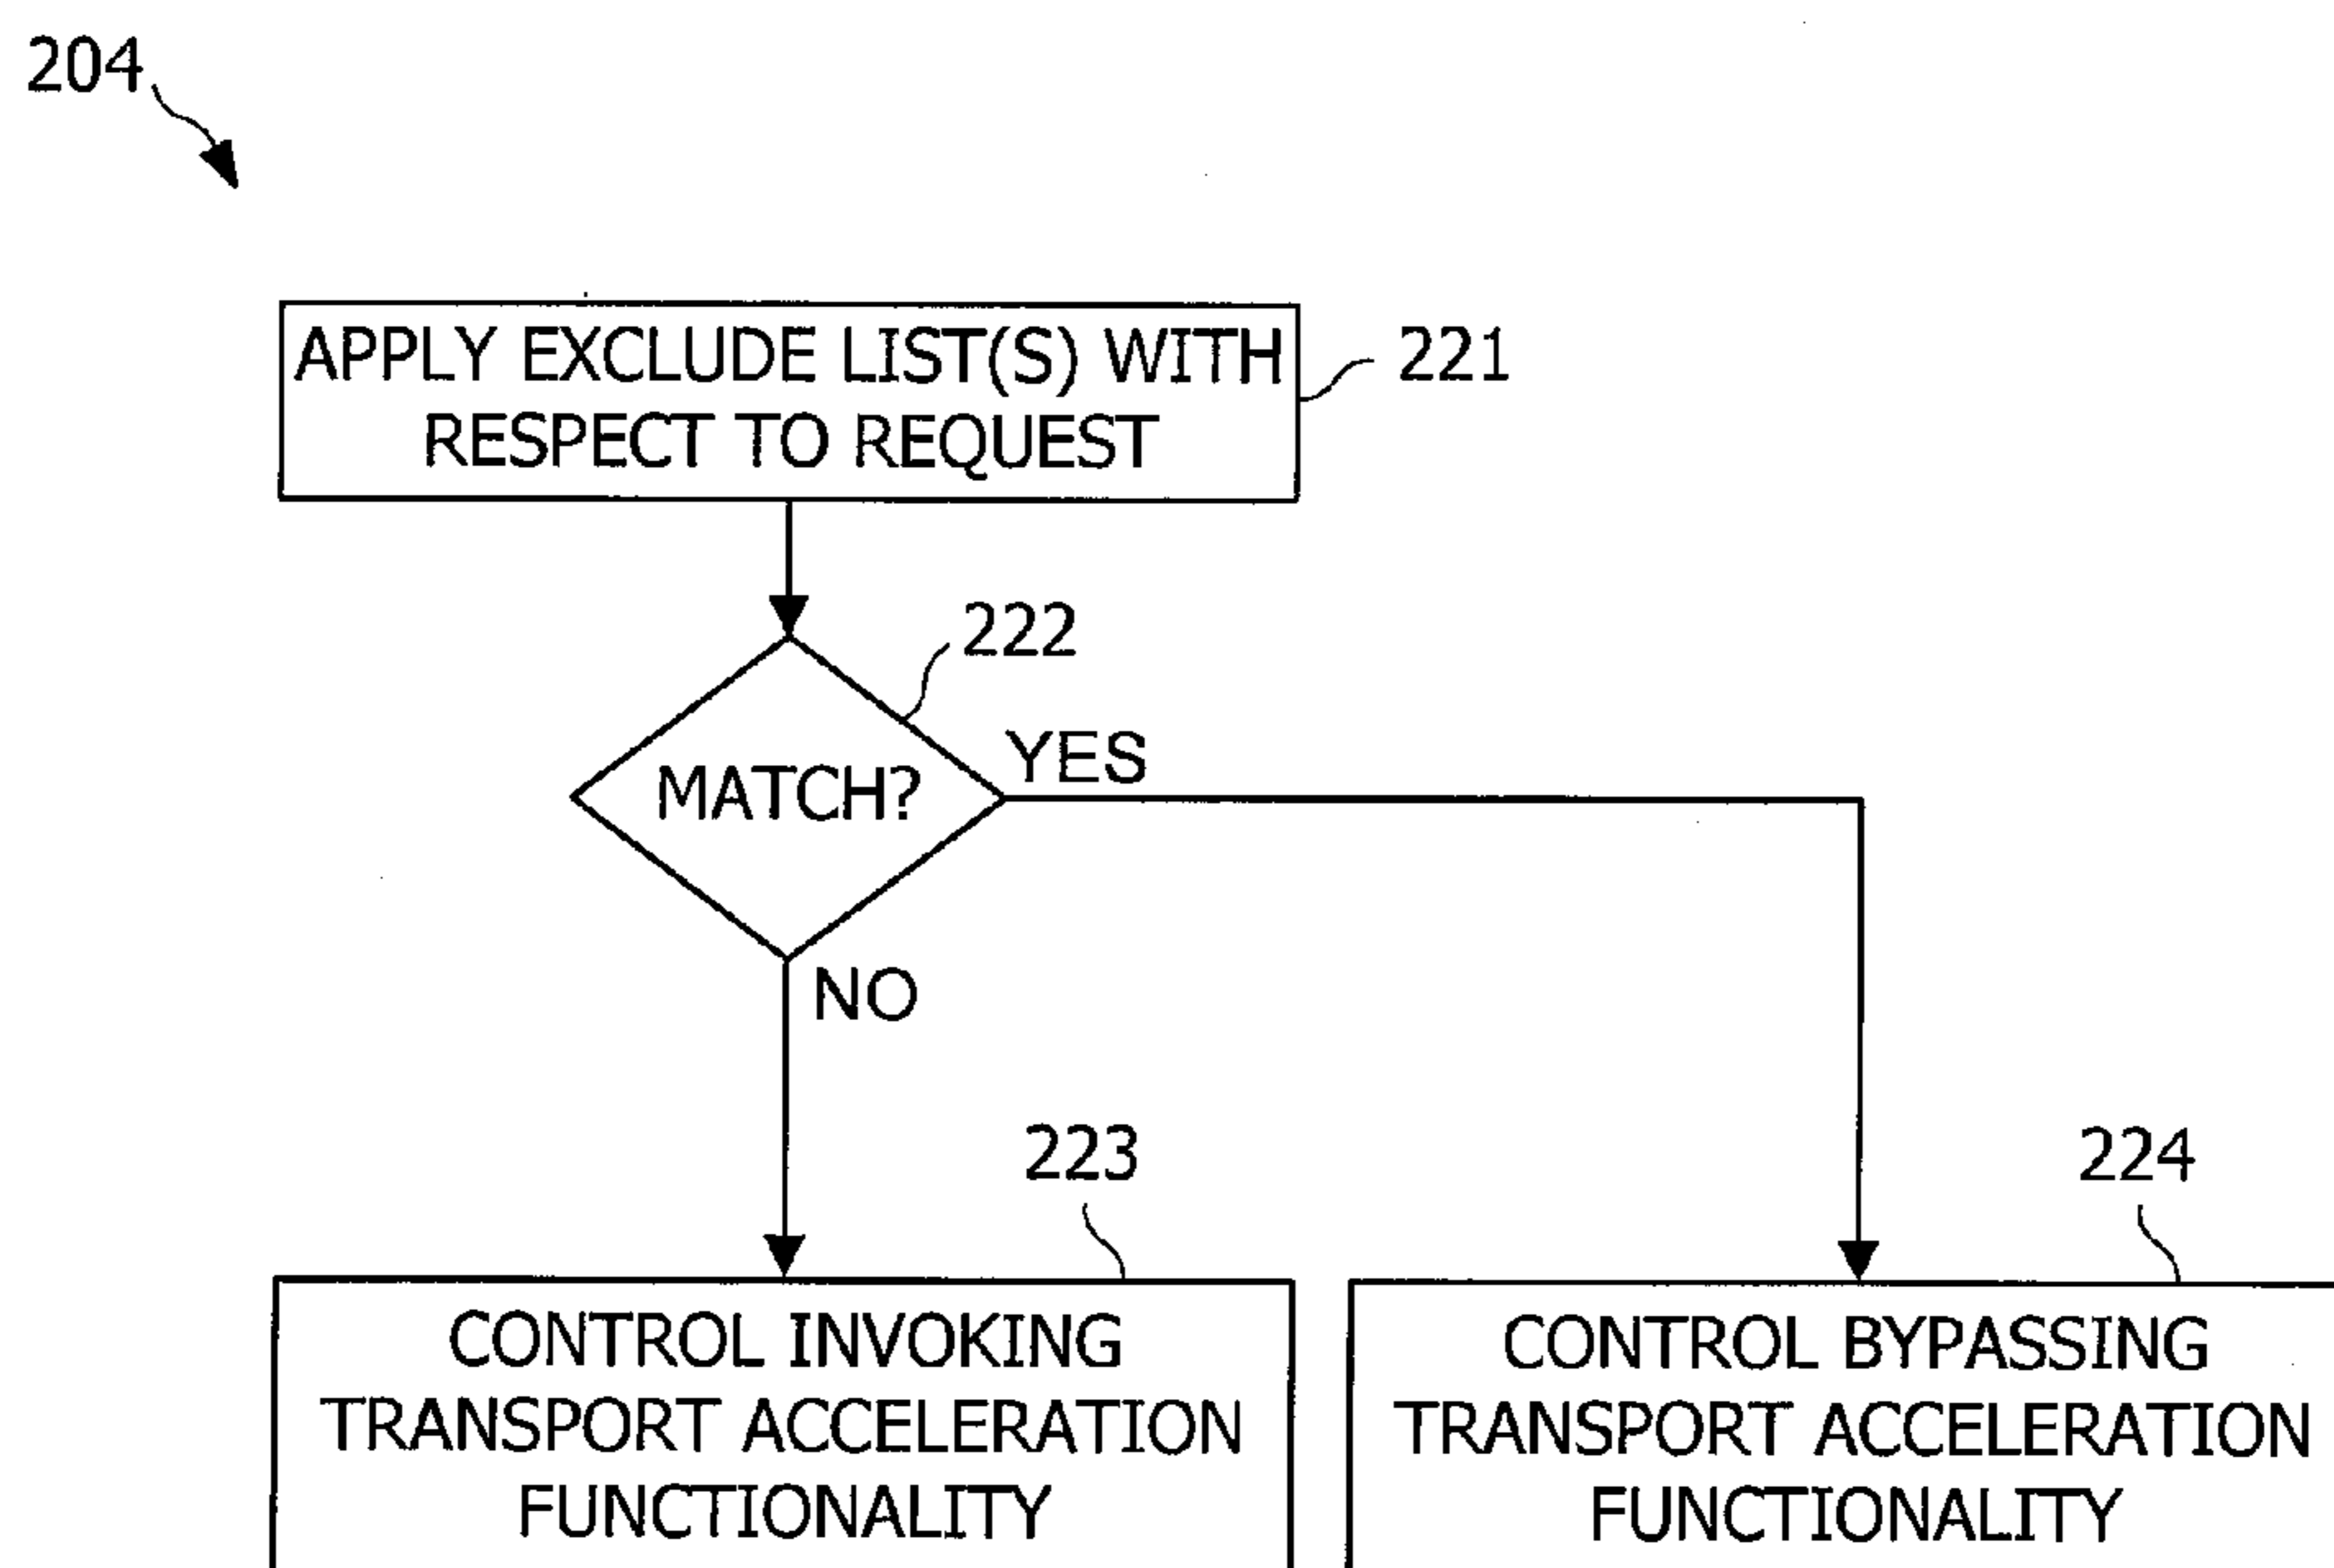 204
APPLY EXCLUDE LIST(S) WITH
RESPECT TO REQUEST
221
222
MATCH?
YES
NO
223
224
CONTROL INVOKING
TRANSPORT ACCELERATION
FUNCTIONALITY
CONTROL BYPASSING
TRANSPORT ACCELERATION
FUNCTIONALITY